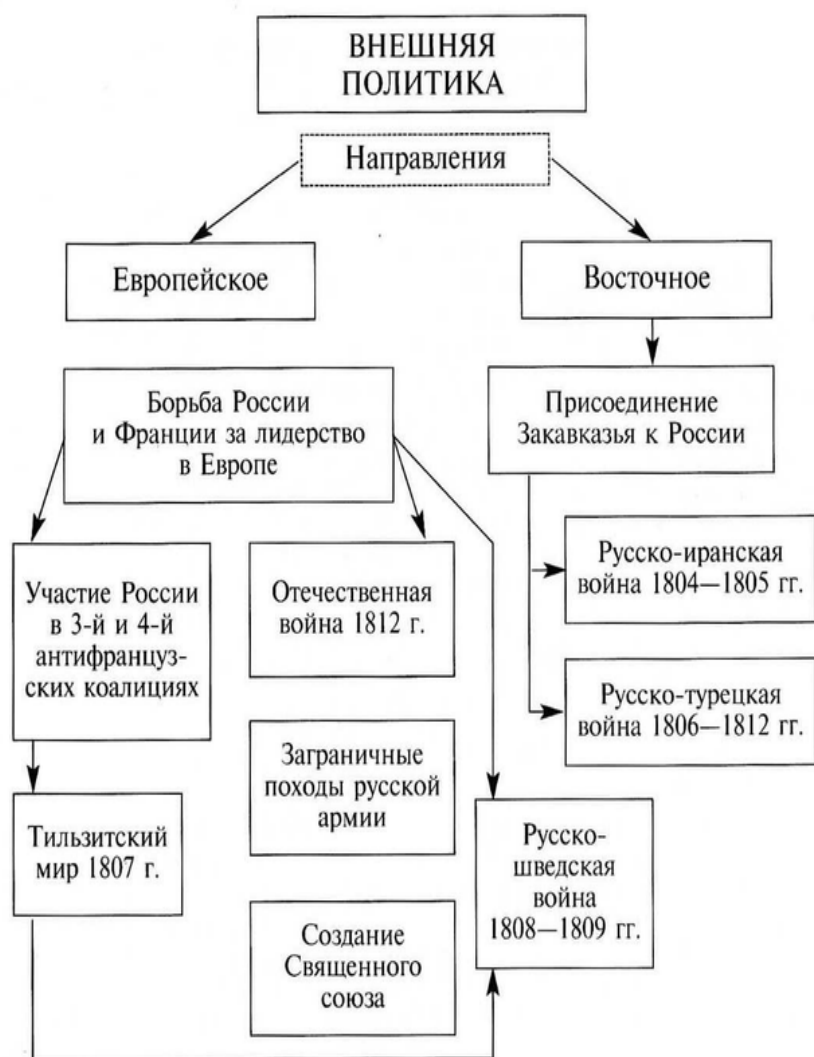 ВНЕШНЯЯ
ПОЛИТИКА
Направления
Европейское
Восточное
Борьба России
и Франции за лидерство
в Европе
Присоединение
Закавказья к России
Участие России
в 3-й и 4-й
антифранцуз-
ских коалициях
Отечественная
война 1812 г.
Русско-иранская
война 1804—1805 гг.
Русско-турецкая
война 1806—1812 гг.
Заграничные
походы русской
армии
Тильзитский
мир 1807 г.
Русско-
шведская
война
1808—1809 гг.
Создание
Священного
союза